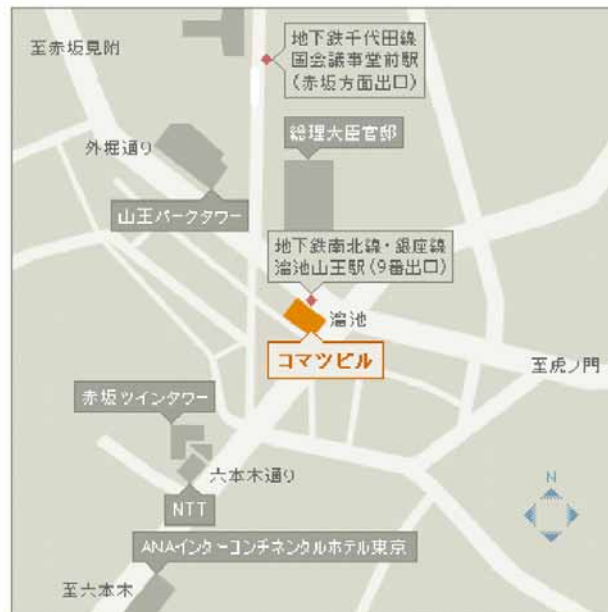 至赤坂見附
地下鉄千代田線
国会議事堂前駅
(赤坂方面出口)
外堀通り
総理大臣官邸
山王パークタワー
地下鉄南北線・銀座線
溜池山王駅(9番出口)
溜池
コマツビル
至虎ノ門
赤坂ツインタワー
六本木通り
N
NTT
ANAインターコンチネンタルホテル東京
至六本木